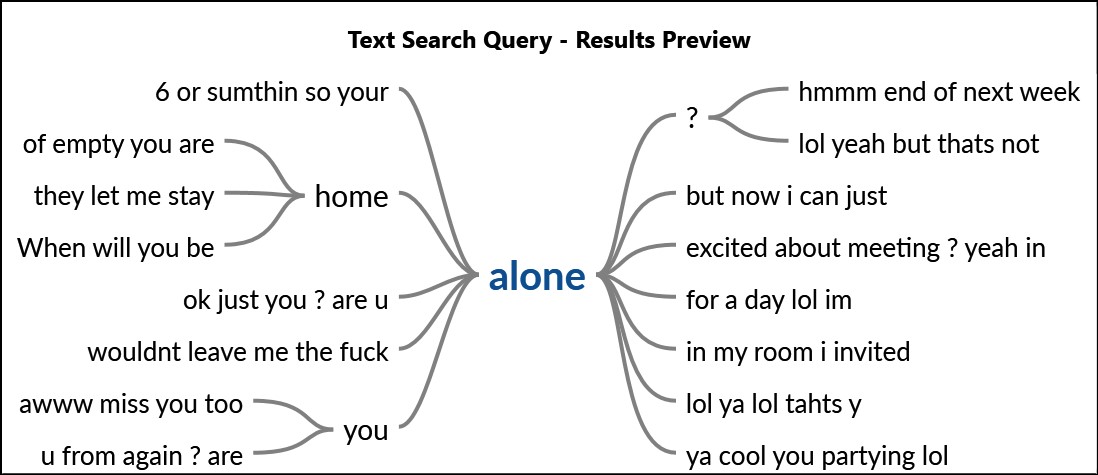 Text Search Query - Results Preview
6 or sumthin so your
of empty you are
they let me stay
When will you be
home
ok just you ? are u
wouldnt leave me the fuck
awww miss you too
u from again ? are
you
alone
?
hmmm end of next week
lol yeah but thats not
but now i can just
excited about meeting ? yeah in
for a day lol im
in my room i invited
lol ya lol tahts y
ya cool you partying lol